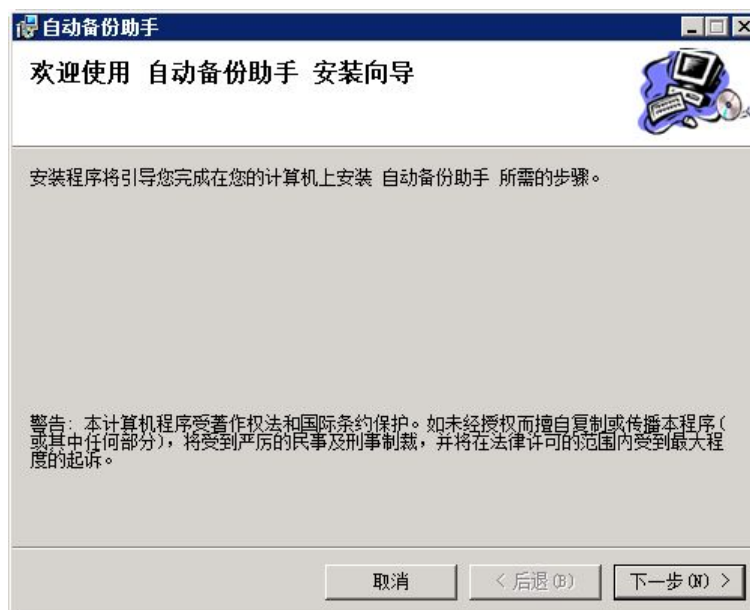 自动备份助手
欢迎使用 自动备份助手 安装向导
安装程序将引导您完成在您的计算机上安装 自动备份助手 所需的步骤。
警告: 本计算机程序受著作权法和国际条约保护。如未经授权而擅自复制或传播本程序(
或其中任何部分)，将受到严厉的民事及刑事制裁，并将在法律许可的范围内受到最大程
度的起诉。
取消 < 后退(B) 下一步(N) >